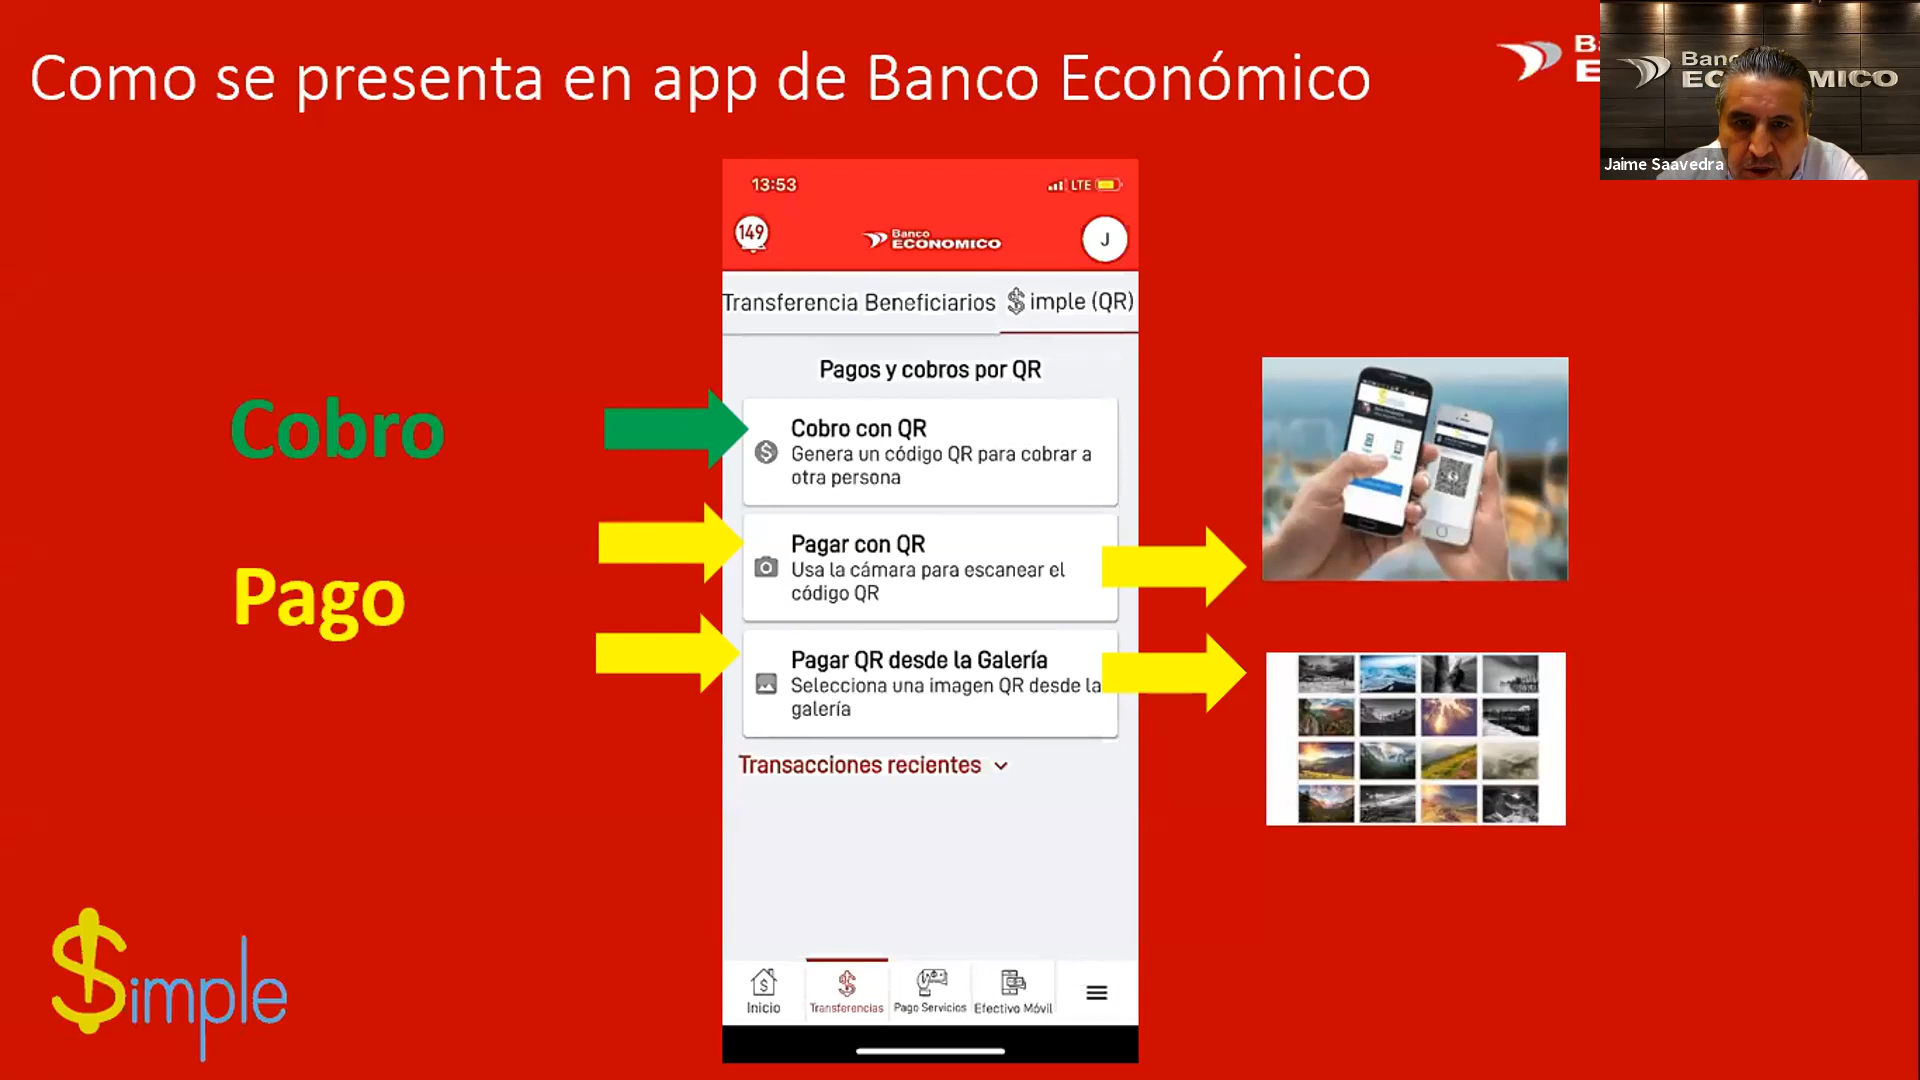 Como se presenta en app de Banco Económico
Banco
ECONOMICO
Jaime Saavedra
13:53
LTE
149
Banco
ECONOMICO
J
Transferencia Beneficiarios
$imple (QR)
Pagos y cobros por QR
Cobro
Cobro con QR
Genera un código QR para cobrar a
otra persona
Pago
Pagar con QR
Usa la cámara para escanear el
código QR
Pagar QR desde la Galería
Selecciona una imagen QR desde la
galería
Transacciones recientes
$imple
Inicio
Transferencias
Pago Servicios
Efectivo Móvil